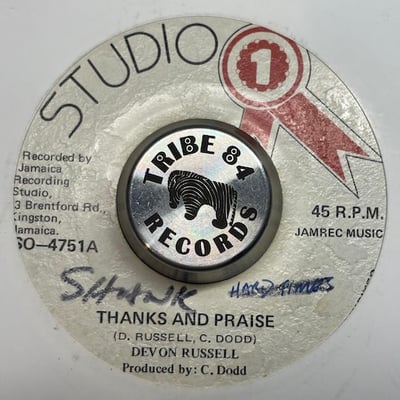 STUDIO
1
Recorded by
Jamaica
Recording
Studio,
3 Brentford Rd.,
Kingston,
Jamaica.
SO-4751A
TRIBE 84
RECORDS
45 R.P.M.
JAMREC MUSIC
SHANK
HARD TIMES
THANKS AND PRAISE
(D. RUSSELL, C. DODD)
DEVON RUSSELL
Produced by: C. Dodd